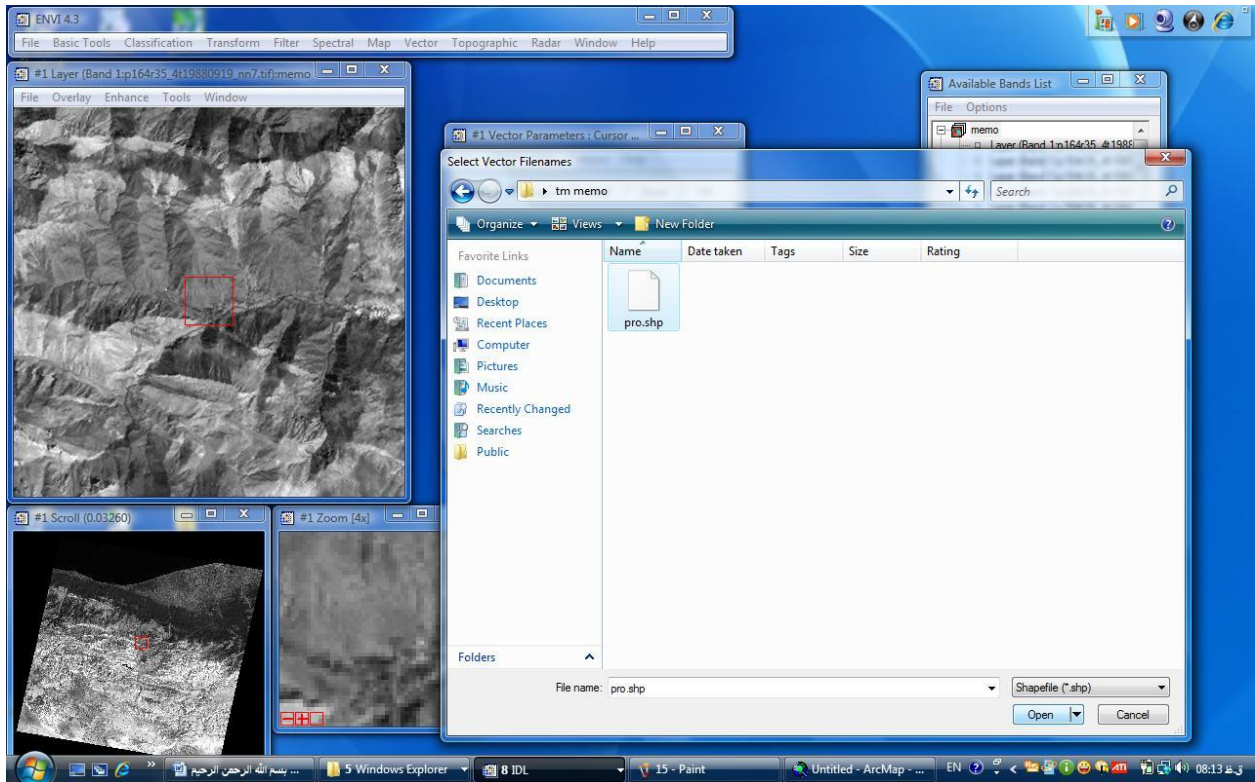 ENVI 4.3
File Basic Tools Classification Transform Filter Spectral Map Vector Topographic Radar Window Help
#1 Layer (Band 1:p164r35_4t19880919_nn7.tif):memo
File Overlay Enhance Tools Window
Available Bands List
File Options
memo
Layer (Band 1:p164r35_4t1988
#1 Vector Parameters : Cursor ...
Select Vector Filenames
tm memo
Search
Organize Views New Folder
Favorite Links
Documents
Desktop
Recent Places
Computer
Pictures
Music
Recently Changed
Searches
Public
Folders
Name Date taken Tags Size Rating
pro.shp
File name: pro.shp
Shapefile (*.shp)
Open Cancel
#1 Scroll (0.03260)
#1 Zoom [4x]
بسم الله الرحمن الرحيم ...
5 Windows Explorer
8 IDL
15 - Paint
Untitled - ArcMap - ...
EN
08:13 ق.ظ